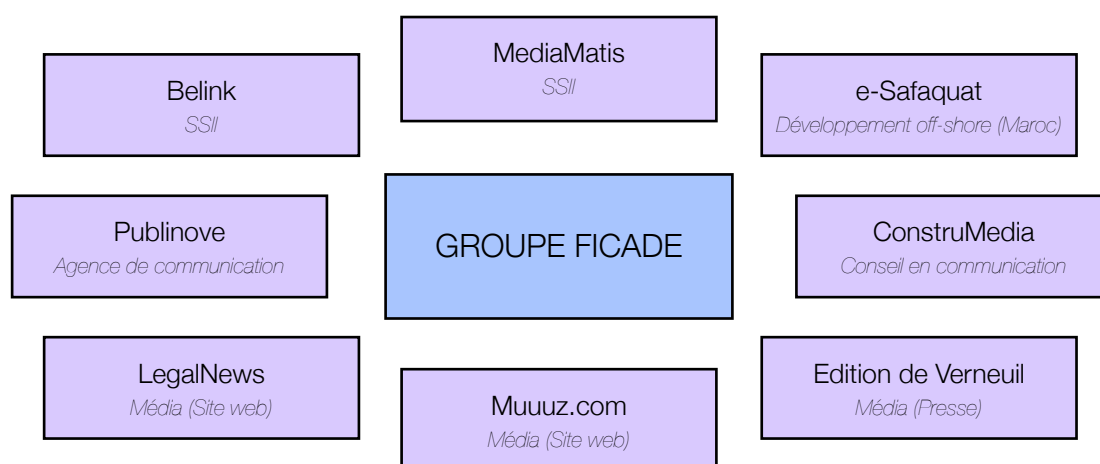 MediaMatis
SSII
Belink
SSII
e-Safaquat
Développement off-shore (Maroc)
Publinove
Agence de communication
GROUPE FICADE
ConstruMedia
Conseil en communication
LegalNews
Média (Site web)
Muuuz.com
Média (Site web)
Edition de Verneuil
Média (Presse)